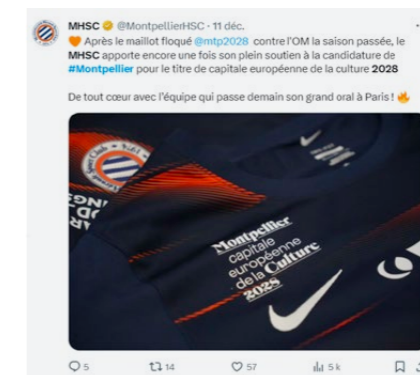 MHSC @MontpellierHSC · 11 déc.
🧡 Après le maillot floqué @mtp2028 contre l'OM la saison passée, le
MHSC apporte encore une fois son plein soutien à la candidature de
#Montpellier pour le titre de capitale européenne de la culture 2028
De tout cœur avec l'équipe qui passe demain son grand oral à Paris ! 🔥
Montpellier
capitale
européenne
de la Culture
2028
5 14 57 5 k